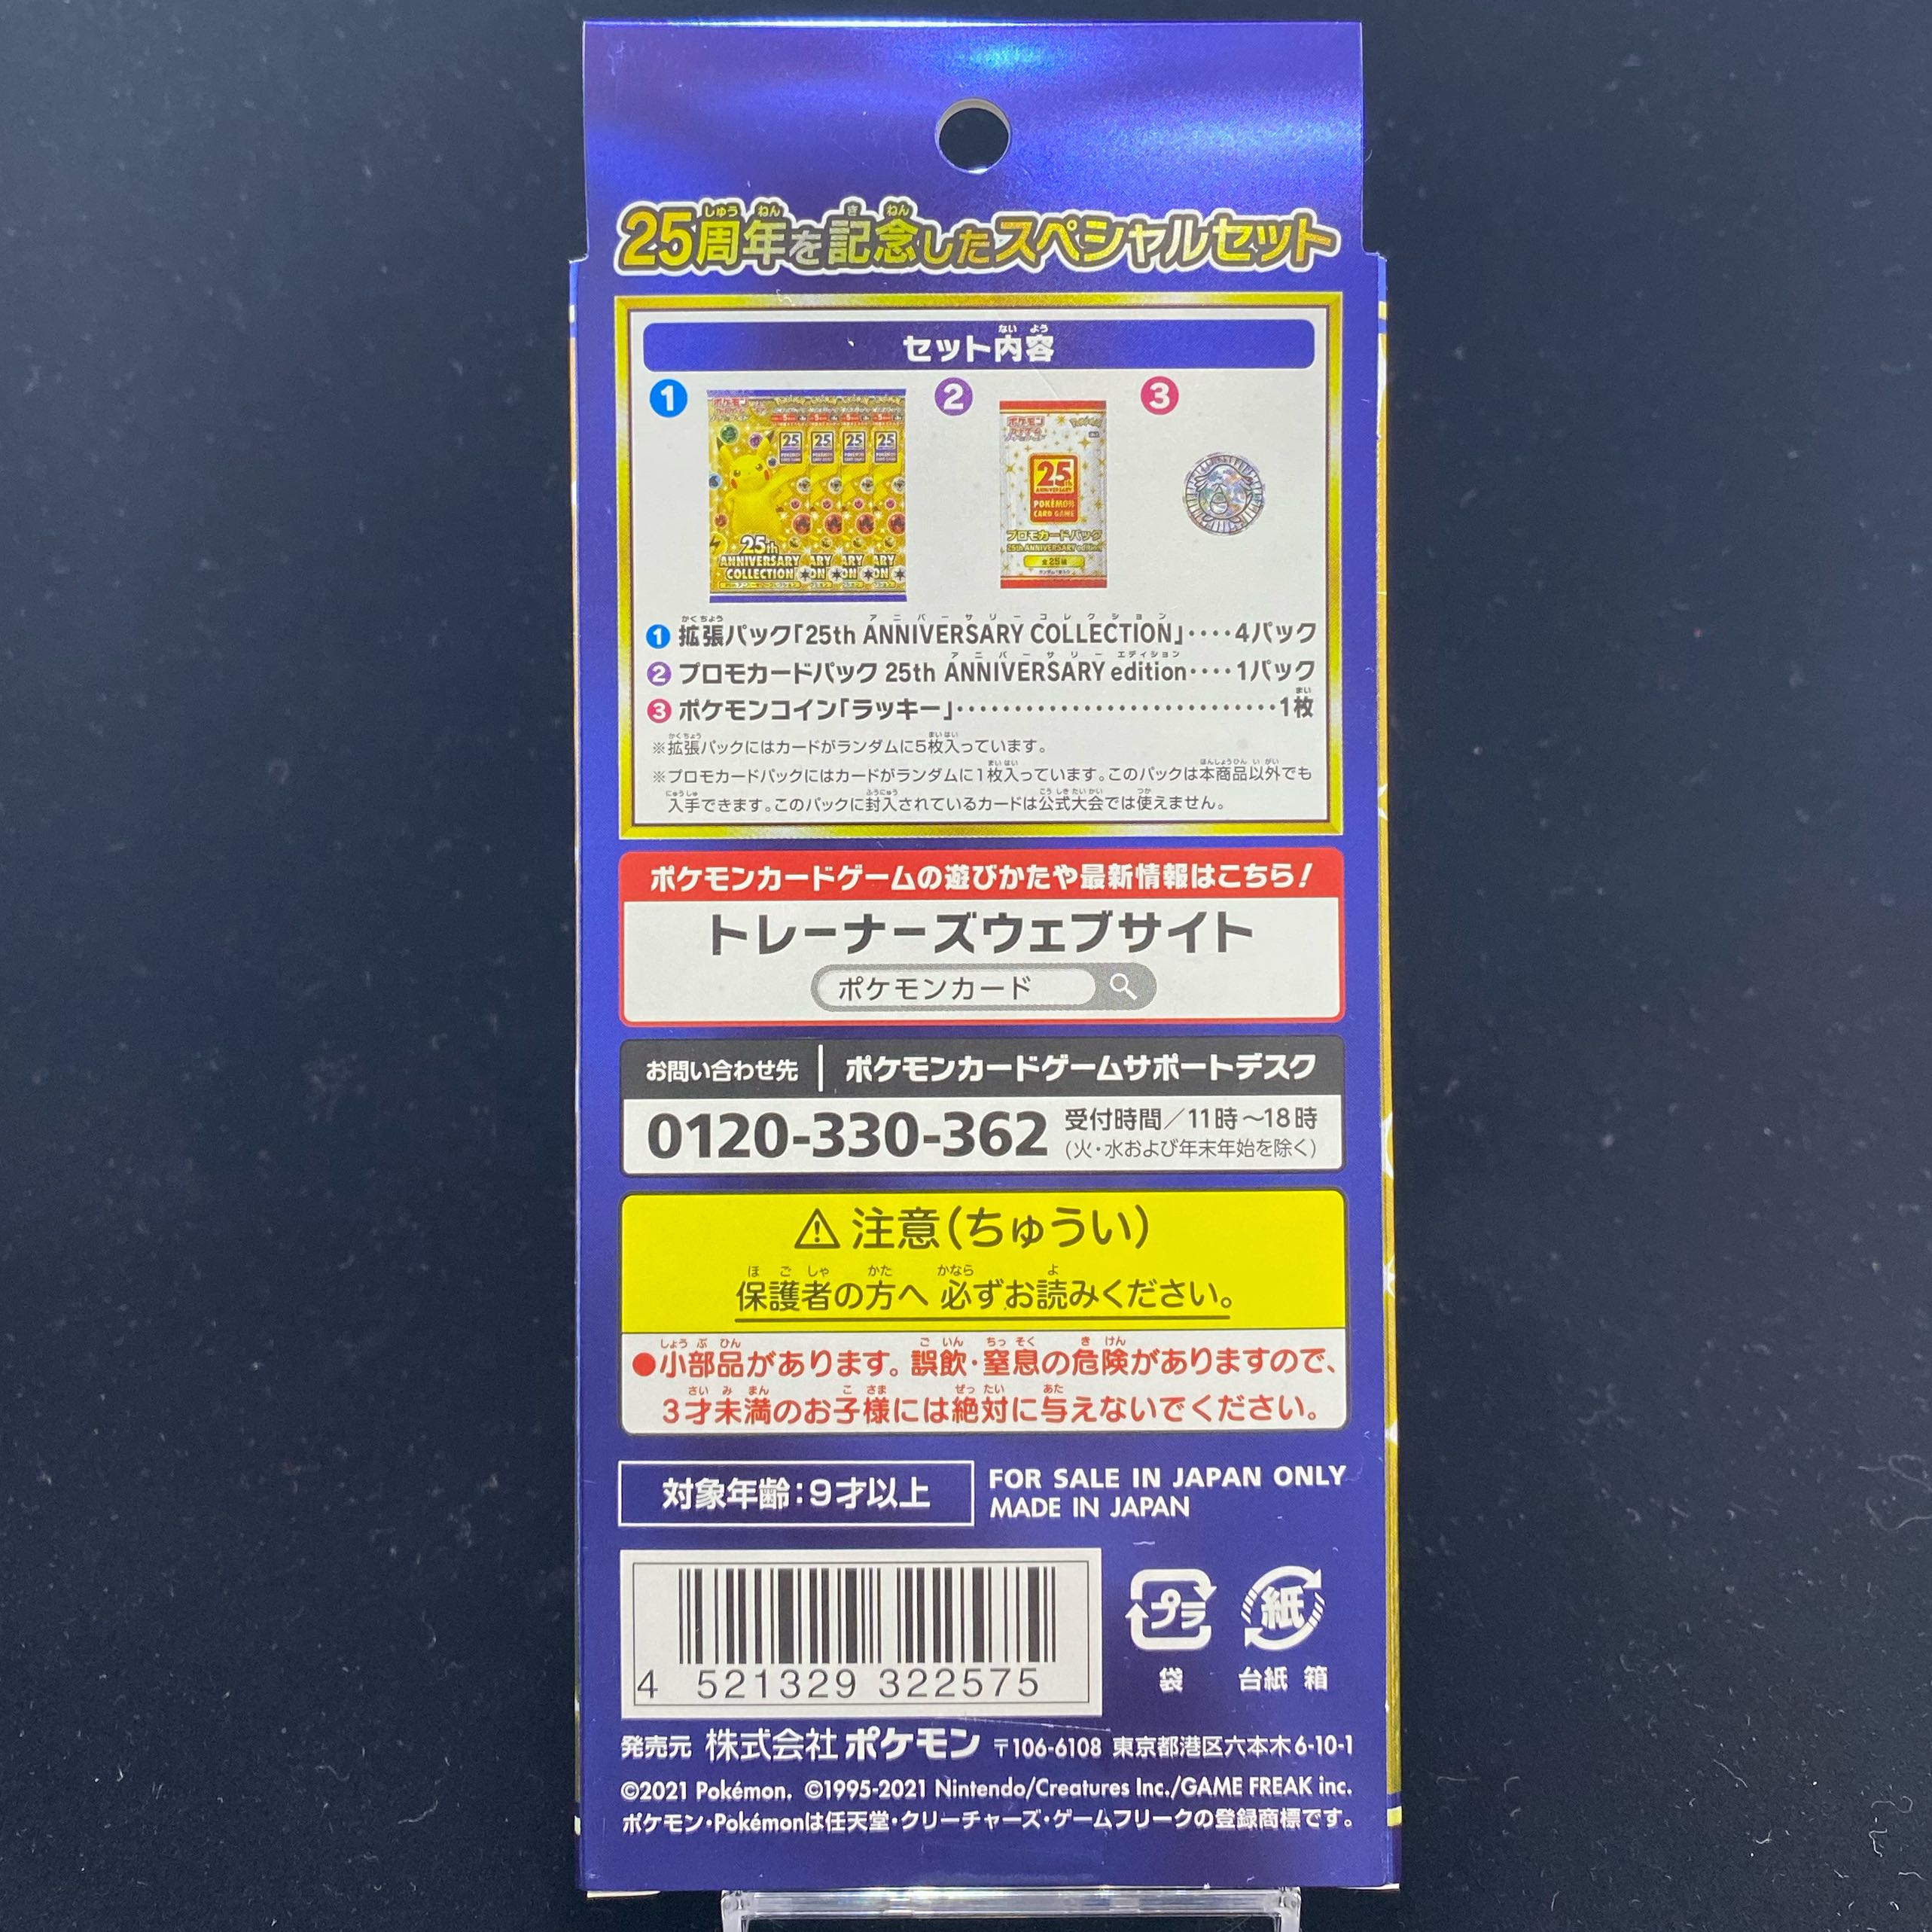 25周年を記念したスペシャルセット
セット内容
1
2
3
25th
ANNIVERSARY
COLLECTION
25th
ANNIVERSARY
POKÉMON
CARD GAME
プロモカードパック
25th ANNIVERSARY edition
全25種
1 拡張パック「25th ANNIVERSARY COLLECTION」････4パック
2 プロモカードパック 25th ANNIVERSARY edition････1パック
3 ポケモンコイン「ラッキー」････････････････････････････1枚
※拡張パックにはカードがランダムに5枚入っています。
※プロモカードパックにはカードがランダムに1枚入っています。このパックは本商品以外でも
入手できます。このパックに封入されているカードは公式大会では使えません。
ポケモンカードゲームの遊びかたや最新情報はこちら!
トレーナーズウェブサイト
ポケモンカード
お問い合わせ先 ポケモンカードゲームサポートデスク
0120-330-362 受付時間／11時～18時
(火・水および年末年始を除く)
⚠注意(ちゅうい)
保護者の方へ 必ずお読みください。
●小部品があります。誤飲・窒息の危険がありますので、
3才未満のお子様には絶対に与えないでください。
対象年齢:9才以上
FOR SALE IN JAPAN ONLY
MADE IN JAPAN
4 521329 322575
プラ
袋
紙
台紙 箱
発売元 株式会社ポケモン 〒106-6108 東京都港区六本木6-10-1
©2021 Pokémon. ©1995-2021 Nintendo/Creatures Inc./GAME FREAK inc.
ポケモン・Pokémonは任天堂・クリーチャーズ・ゲームフリークの登録商標です。